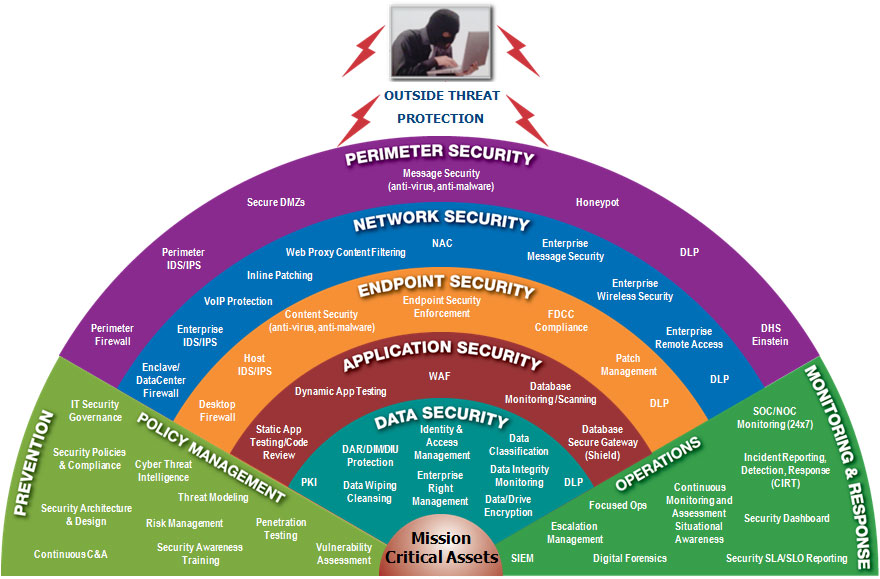 OUTSIDE THREAT
PROTECTION
PERIMETER SECURITY
Message Security
(anti-virus, anti-malware)
Secure DMZs
Honeypot
Perimeter
IDS/IPS
DLP
Perimeter
Firewall
DHS
Einstein
NETWORK SECURITY
Web Proxy Content Filtering
NAC
Enterprise
Message Security
Inline Patching
Enterprise
Wireless Security
VoIP Protection
Enterprise
IDS/IPS
Enterprise
Remote Access
Enclave/
DataCenter
Firewall
DLP
ENDPOINT SECURITY
Content Security
(anti-virus, anti-malware)
Endpoint Security
Enforcement
FDCC
Compliance
Host
IDS/IPS
Patch
Management
Desktop
Firewall
DLP
APPLICATION SECURITY
Dynamic App Testing
WAF
Database
Monitoring/Scanning
Static App
Testing/Code
Review
Database
Secure Gateway
(Shield)
DATA SECURITY
PKI
DAR/DIM/DIU
Protection
Data Wiping
Cleansing
Identity &
Access
Management
Enterprise
Right
Management
Data
Classification
Data Integrity
Monitoring
Data/Drive
Encryption
DLP
Mission
Critical Assets
PREVENTION
POLICY MANAGEMENT
IT Security
Governance
Security Policies
& Compliance
Cyber Threat
Intelligence
Threat Modeling
Security Architecture
& Design
Risk Management
Penetration
Testing
Continuous C&A
Security Awareness
Training
Vulnerability
Assessment
OPERATIONS
MONITORING & RESPONSE
SOC/NOC
Monitoring (24x7)
Incident Reporting,
Detection, Response
(CIRT)
Focused Ops
Continuous
Monitoring and
Assessment
Situational
Awareness
Security Dashboard
Escalation
Management
SIEM
Digital Forensics
Security SLA/SLO Reporting